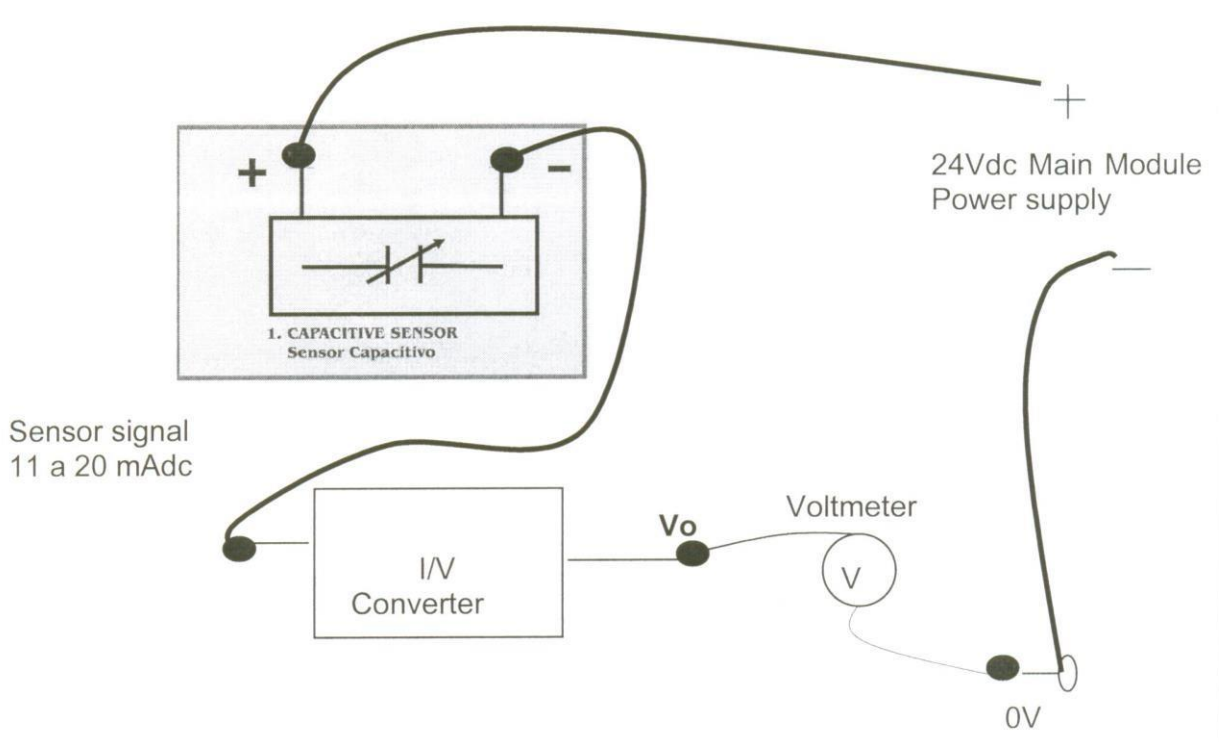 +
24Vdc Main Module
Power supply
—
+
−
1. CAPACITIVE SENSOR
Sensor Capacitivo
Sensor signal
11 a 20 mAdc
I/V
Converter
Vo
Voltmeter
V
0V